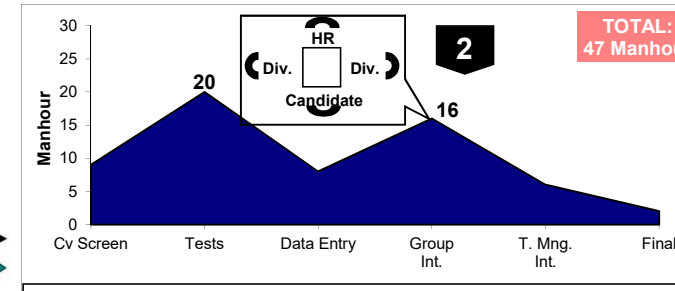 TOTAL:
47 Manhou
2
HR
Div. Div.
Candidate
Manhour
30
25
20
15
10
5
0
20
16
Cv Screen
Tests
Data Entry
Group
Int.
T. Mng.
Int.
Final